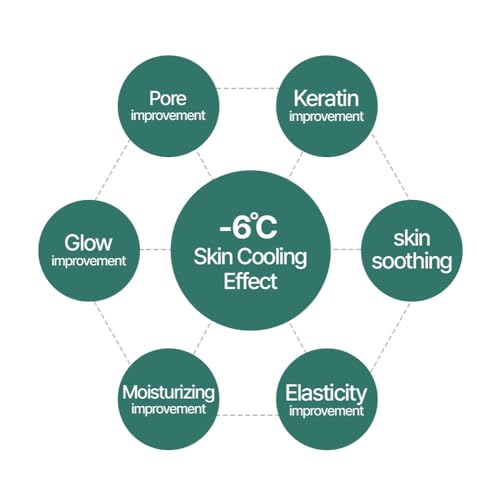 Pore
improvement
Keratin
improvement
Glow
improvement
-6°C
Skin Cooling
Effect
skin
soothing
Moisturizing
improvement
Elasticity
improvement